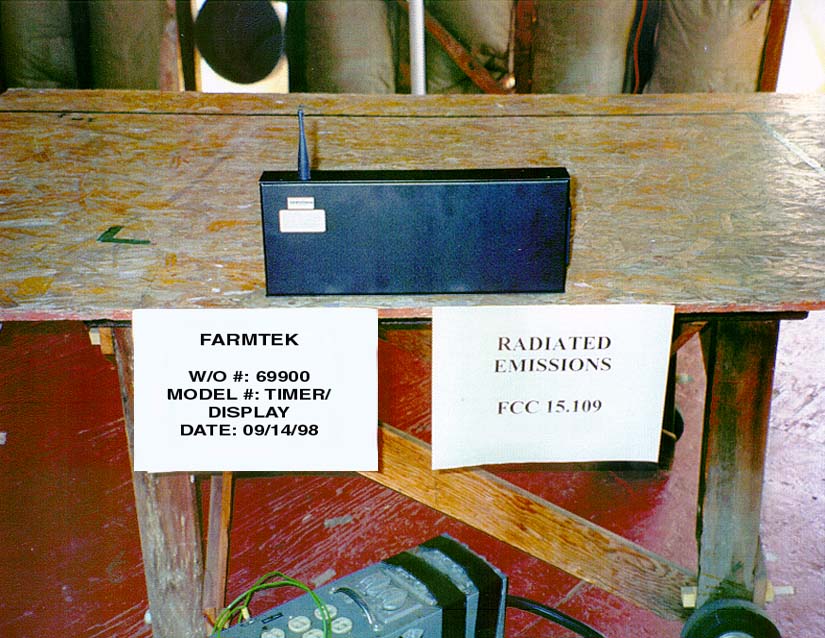 FARMTEK
W/O #: 69900
MODEL #: TIMER/
DISPLAY
DATE: 09/14/98
RADIATED
EMISSIONS
FCC 15.109